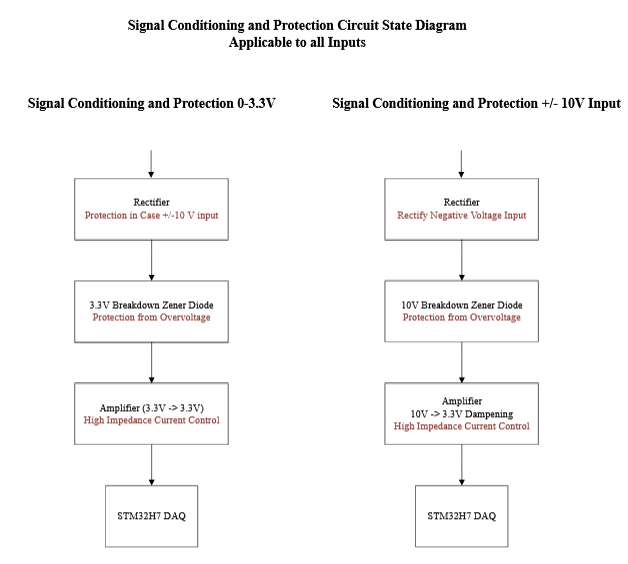 Signal Conditioning and Protection Circuit State Diagram
Applicable to all Inputs
Signal Conditioning and Protection 0-3.3V
Rectifier
Protection in Case +/-10 V input
3.3V Breakdown Zener Diode
Protection from Overvoltage
Amplifier (3.3V -> 3.3V)
High Impedance Current Control
STM32H7 DAQ
Signal Conditioning and Protection +/- 10V Input
Rectifier
Rectify Negative Voltage Input
10V Breakdown Zener Diode
Protection from Overvoltage
Amplifier
10V -> 3.3V Dampening
High Impedance Current Control
STM32H7 DAQ